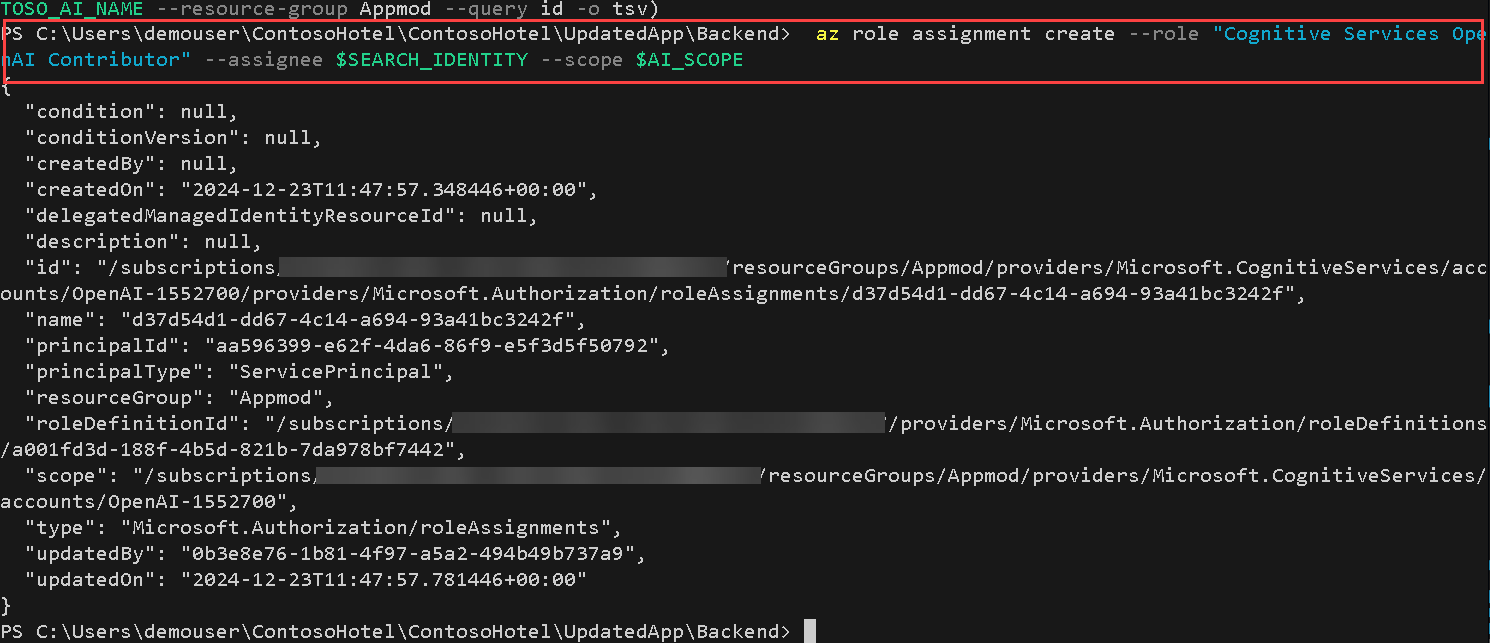 TOSO_AI_NAME --resource-group Appmod --query id -o tsv)
PS C:\Users\demouser\ContosoHotel\ContosoHotel\UpdatedApp\Backend>  az role assignment create --role "Cognitive Services Ope
nAI Contributor" --assignee $SEARCH_IDENTITY --scope $AI_SCOPE
{
  "condition": null,
  "conditionVersion": null,
  "createdBy": null,
  "createdOn": "2024-12-23T11:47:57.348446+00:00",
  "delegatedManagedIdentityResourceId": null,
  "description": null,
  "id": "/subscriptions/ /resourceGroups/Appmod/providers/Microsoft.CognitiveServices/acc
ounts/OpenAI-1552700/providers/Microsoft.Authorization/roleAssignments/d37d54d1-dd67-4c14-a694-93a41bc3242f",
  "name": "d37d54d1-dd67-4c14-a694-93a41bc3242f",
  "principalId": "aa596399-e62f-4da6-86f9-e5f3d5f50792",
  "principalType": "ServicePrincipal",
  "resourceGroup": "Appmod",
  "roleDefinitionId": "/subscriptions/ /providers/Microsoft.Authorization/roleDefinitions
/a001fd3d-188f-4b5d-821b-7da978bf7442",
  "scope": "/subscriptions/ /resourceGroups/Appmod/providers/Microsoft.CognitiveServices/
accounts/OpenAI-1552700",
  "type": "Microsoft.Authorization/roleAssignments",
  "updatedBy": "0b3e8e76-1b81-4f97-a5a2-494b49b737a9",
  "updatedOn": "2024-12-23T11:47:57.781446+00:00"
}
PS C:\Users\demouser\ContosoHotel\ContosoHotel\UpdatedApp\Backend>